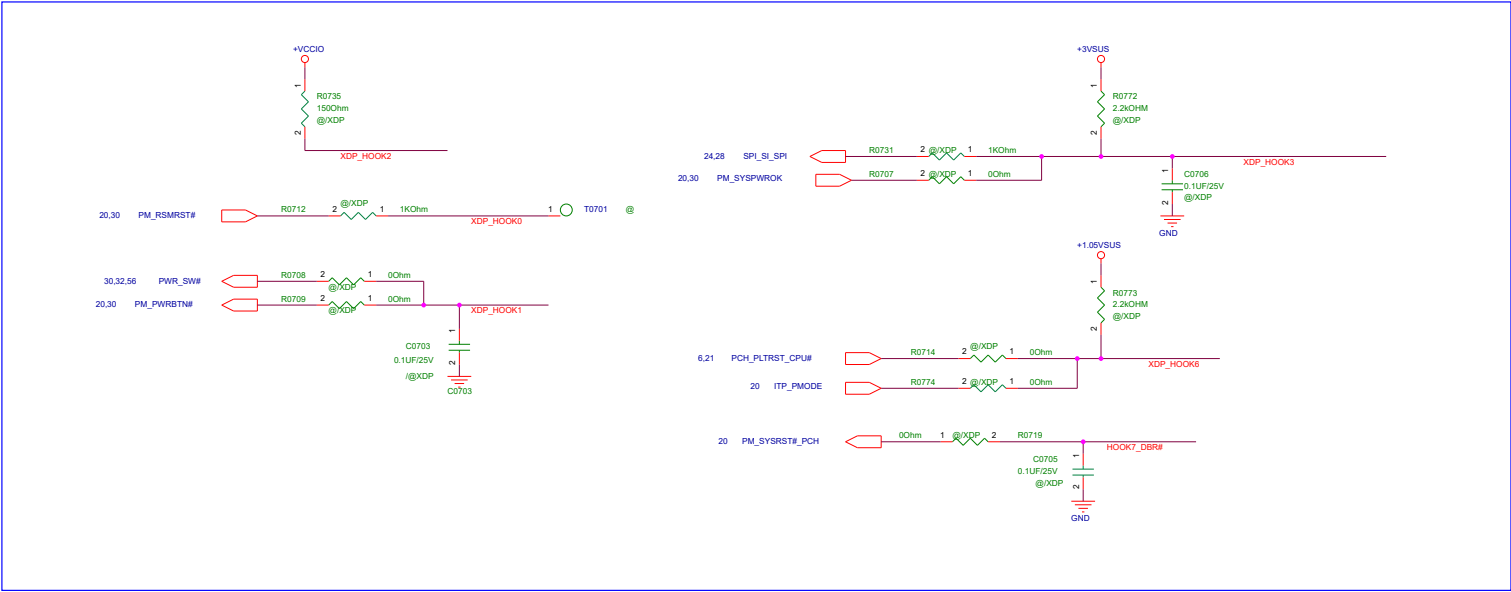 +VCCIO
1
R0735
150Ohm
@/XDP
2
XDP_HOOK2
20,30 PM_RSMRST# R0712 2 @/XDP 1 1KOhm XDP_HOOK0 1 T0701 @
30,32,56 PWR_SW# R0708 2 @/XDP 1 0Ohm
20,30 PM_PWRBTN# R0709 2 @/XDP 1 0Ohm XDP_HOOK1
1
C0703
0.1UF/25V
2
/@XDP
C0703
+3VSUS
1
R0772
2.2kOHM
@/XDP
2
24,28 SPI_SI_SPI R0731 2 @/XDP 1 1KOhm XDP_HOOK3
20,30 PM_SYSPWROK R0707 2 @/XDP 1 0Ohm
1
C0706
0.1UF/25V
@/XDP
2
GND
+1.05VSUS
1
R0773
2.2kOHM
@/XDP
2
6,21 PCH_PLTRST_CPU# R0714 2 @/XDP 1 0Ohm XDP_HOOK6
20 ITP_PMODE R0774 2 @/XDP 1 0Ohm
20 PM_SYSRST#_PCH 0Ohm 1 @/XDP 2 R0719 HOOK7_DBR#
1
C0705
0.1UF/25V
@/XDP
2
GND